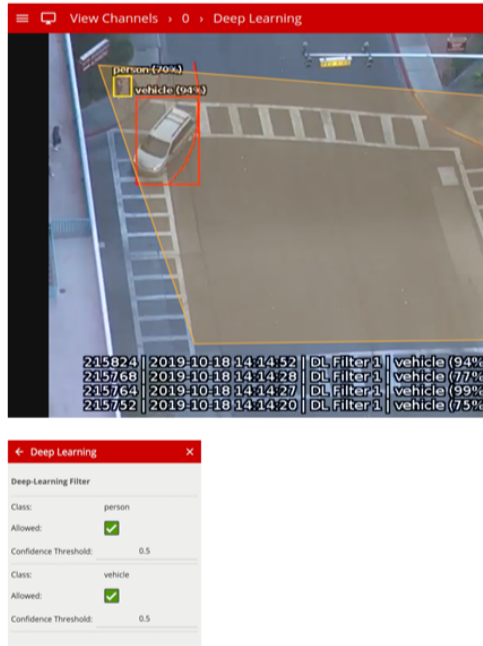 View Channels › 0 › Deep Learning
person (70%)
vehicle (94%)
215824 | 2019-10-18 14:14:52 | DL Filter 1 | vehicle (94%
215768 | 2019-10-18 14:14:28 | DL Filter 1 | vehicle (77%
215764 | 2019-10-18 14:14:27 | DL Filter 1 | vehicle (99%
215752 | 2019-10-18 14:14:20 | DL Filter 1 | vehicle (75%
← Deep Learning ×
Deep-Learning Filter
Class: person
Allowed:
Confidence Threshold: 0.5
Class: vehicle
Allowed:
Confidence Threshold: 0.5